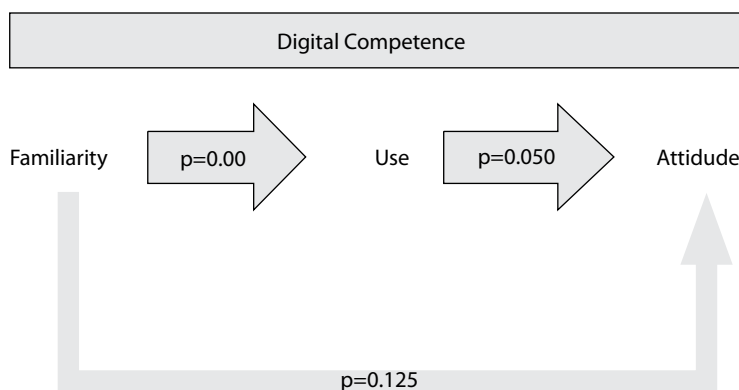 Digital Competence
Familiarity
p=0.00
Use
p=0.050
Attidude
p=0.125